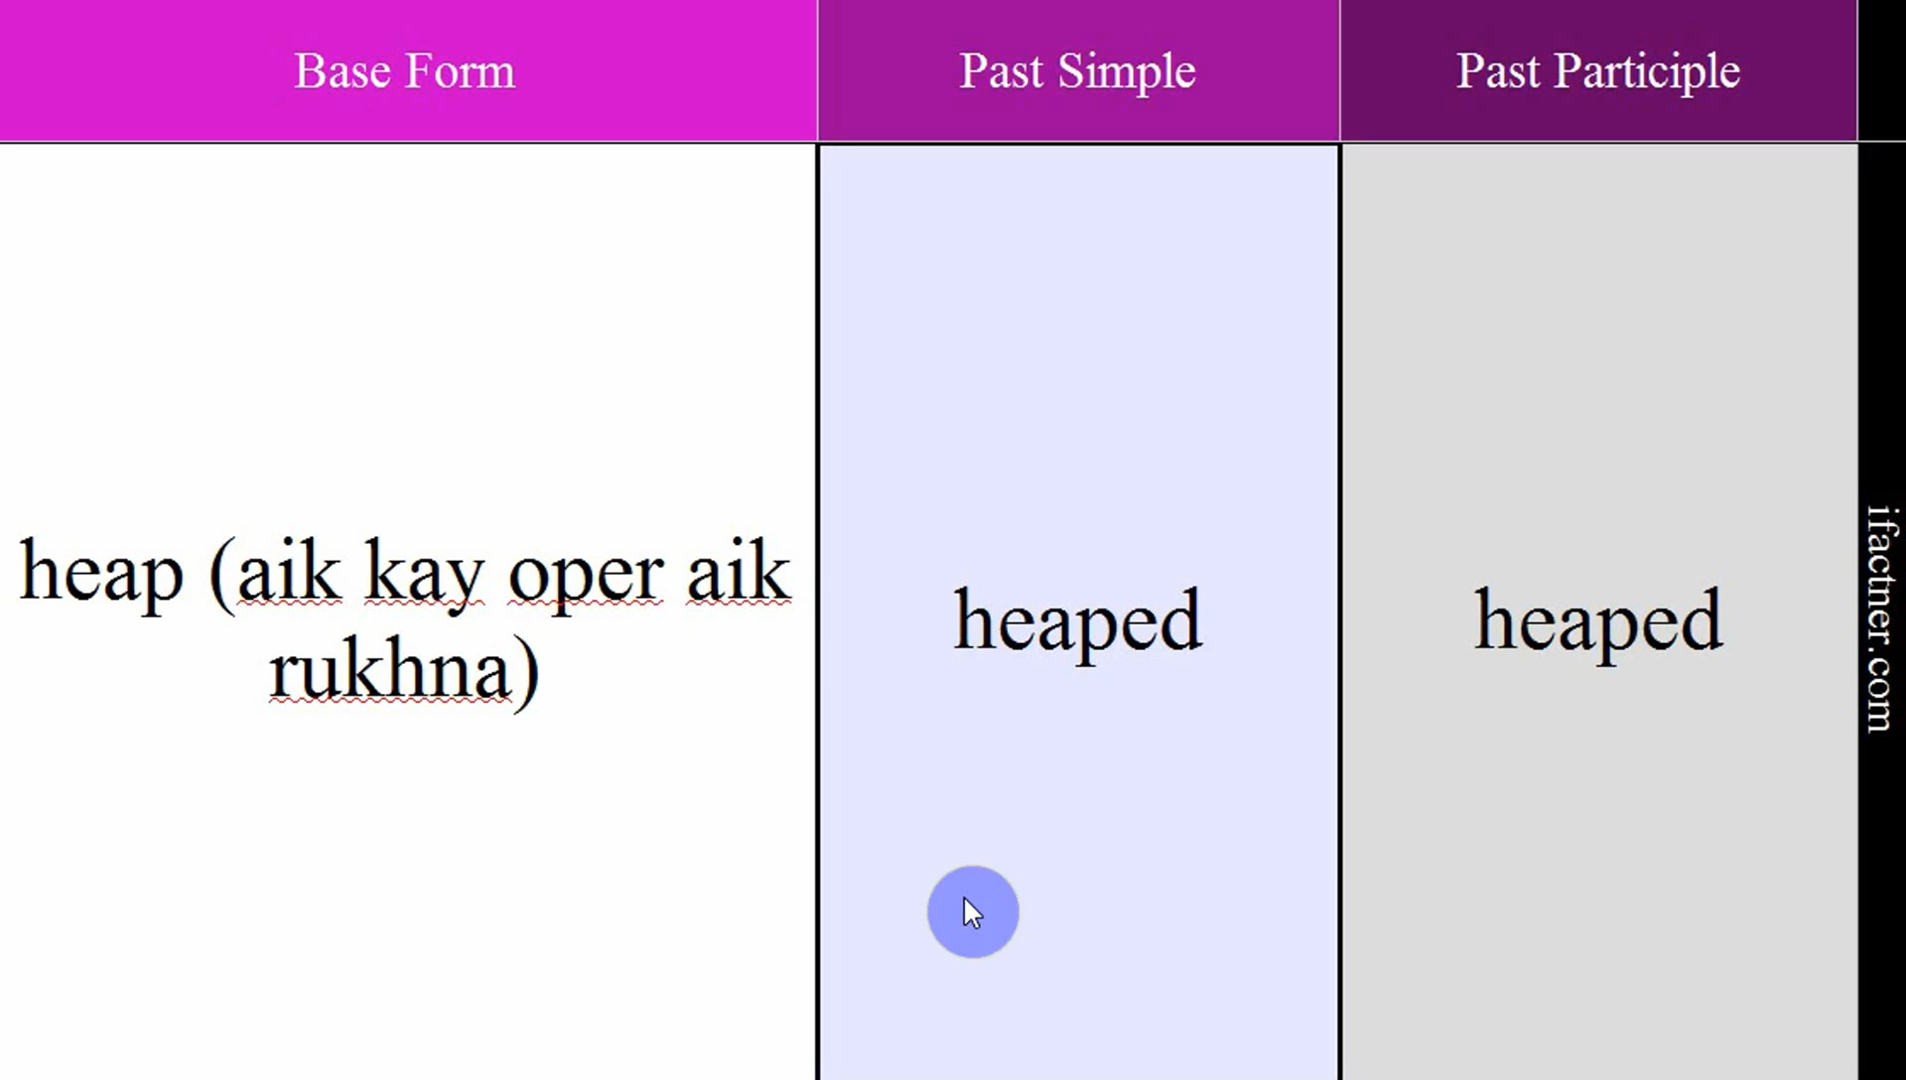 Base Form
Past Simple
Past Participle
heap (aik kay oper aik
rukhna)
heaped
heaped
ifactner.com